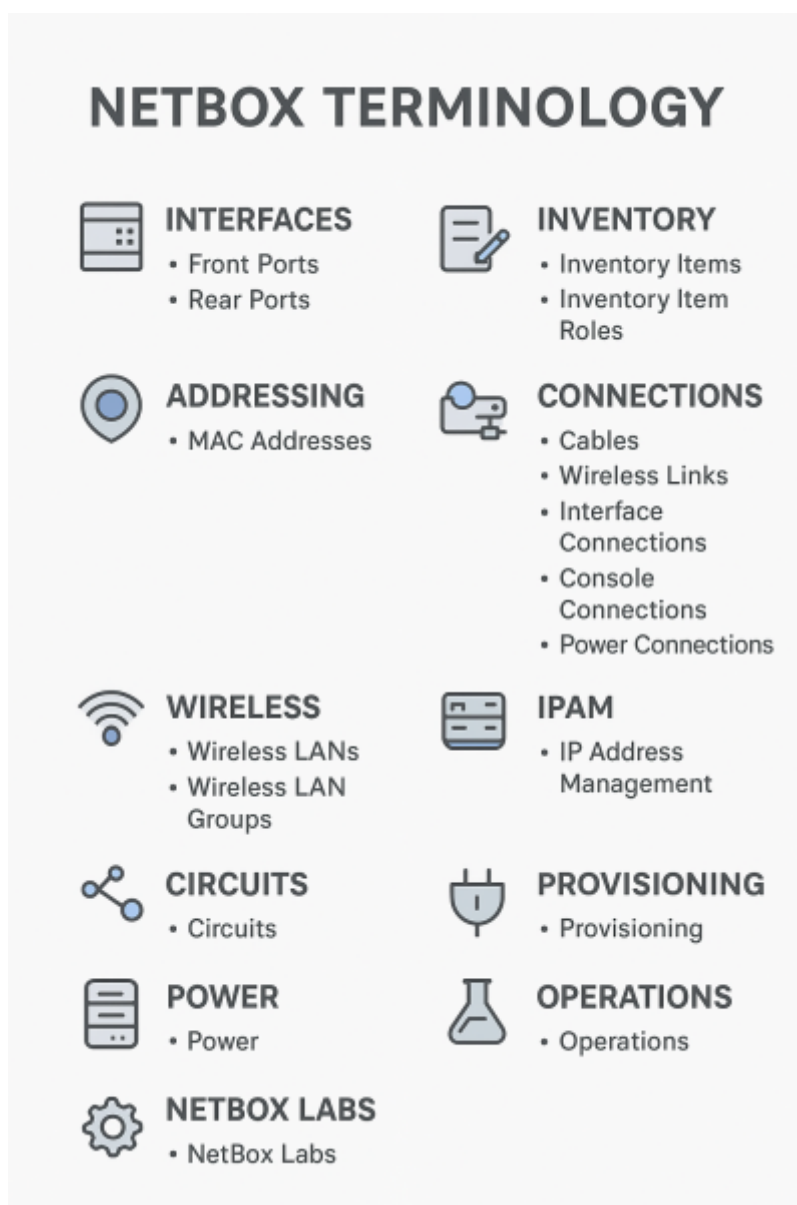 NETBOX TERMINOLOGY
INTERFACES
• Front Ports
• Rear Ports
INVENTORY
• Inventory Items
• Inventory Item
Roles
ADDRESSING
• MAC Addresses
CONNECTIONS
• Cables
• Wireless Links
• Interface
Connections
• Console
Connections
• Power Connections
WIRELESS
• Wireless LANs
• Wireless LAN
Groups
IPAM
• IP Address
Management
CIRCUITS
• Circuits
PROVISIONING
• Provisioning
POWER
• Power
OPERATIONS
• Operations
NETBOX LABS
• NetBox Labs